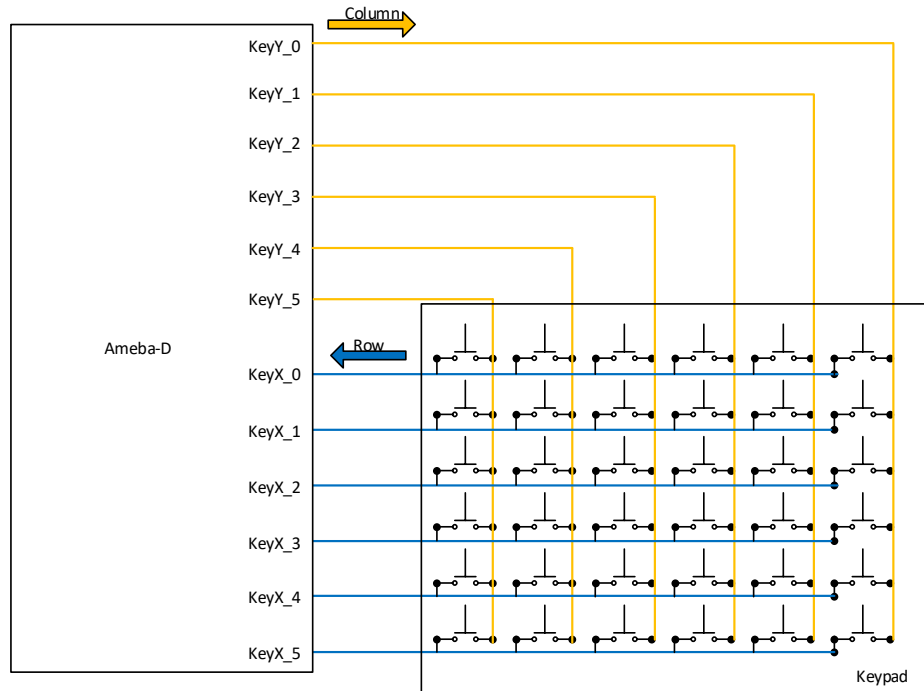 Column
KeyY_0
KeyY_1
KeyY_2
KeyY_3
KeyY_4
KeyY_5
Ameba-D
Row
KeyX_0
KeyX_1
KeyX_2
KeyX_3
KeyX_4
KeyX_5
Keypad